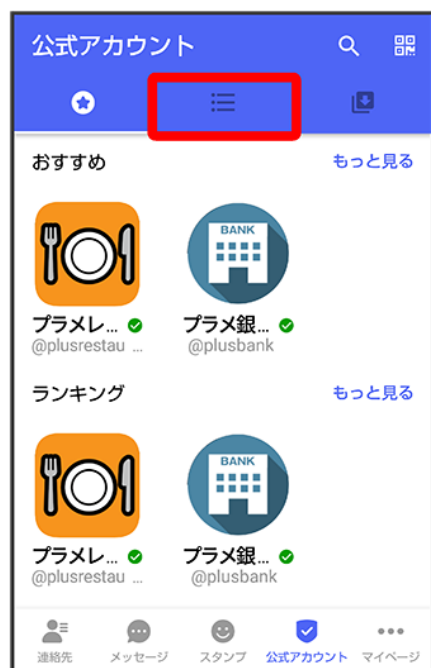 公式アカウント
おすすめ
もっと見る
BANK
プラメレ...
プラメ銀...
@plusrestau ...
@plusbank
ランキング
もっと見る
BANK
プラメレ...
プラメ銀...
@plusrestau ...
@plusbank
連絡先
メッセージ
スタンプ
公式アカウント
マイページ